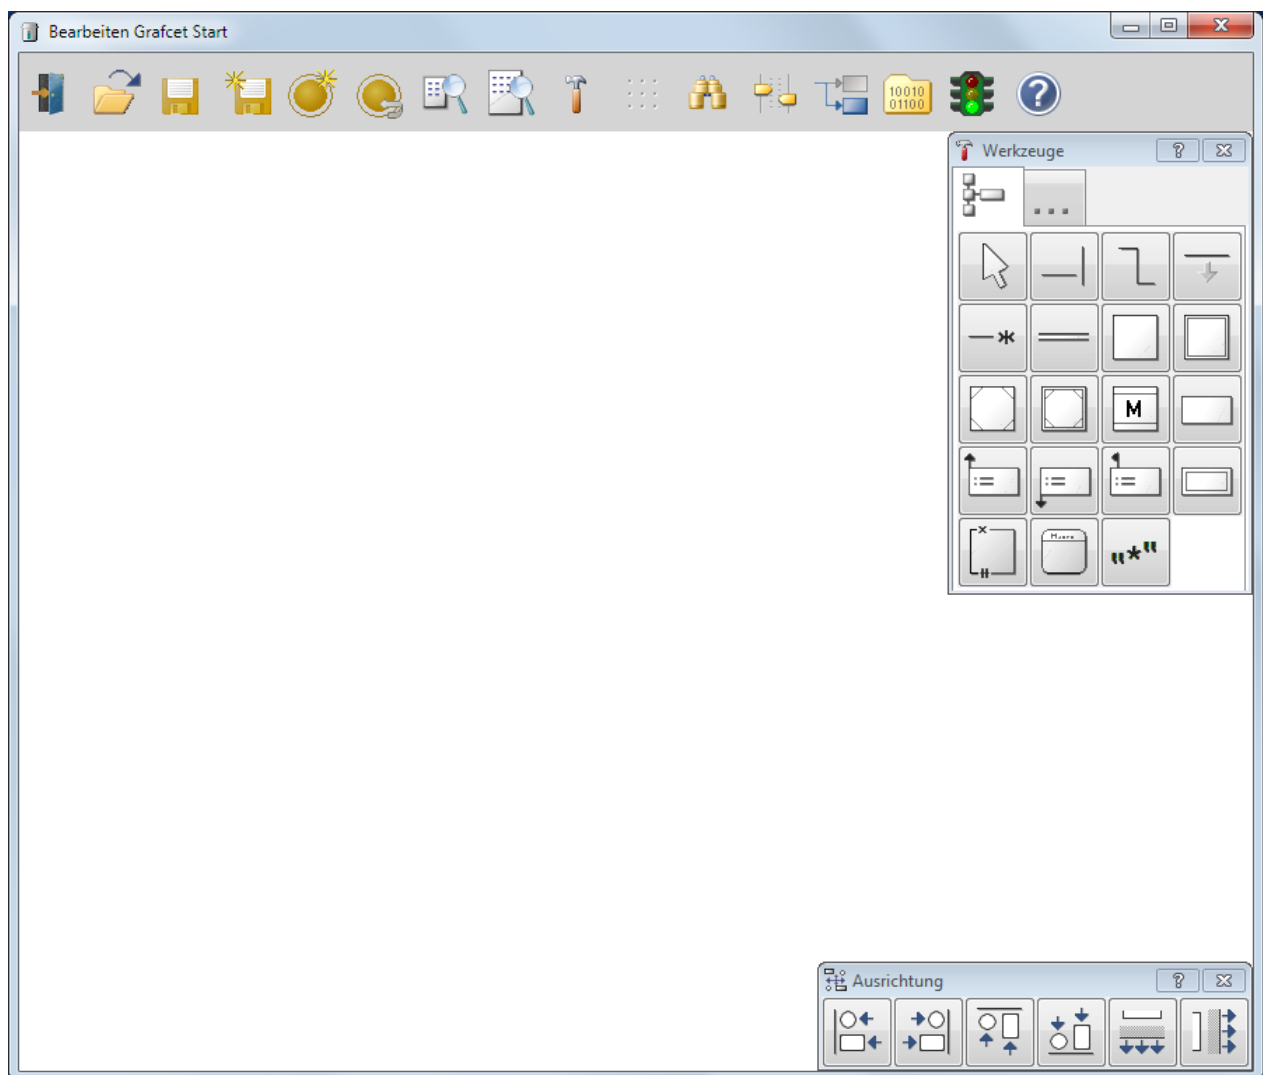 Bearbeiten Grafcet Start
10010
01100
?
Werkzeuge
?
M
:=
:=
:=
"*"
Ausrichtung
?